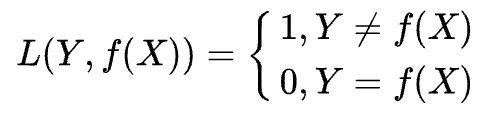 L(Y, f(X)) = { 1, Y ≠ f(X)
0, Y = f(X)